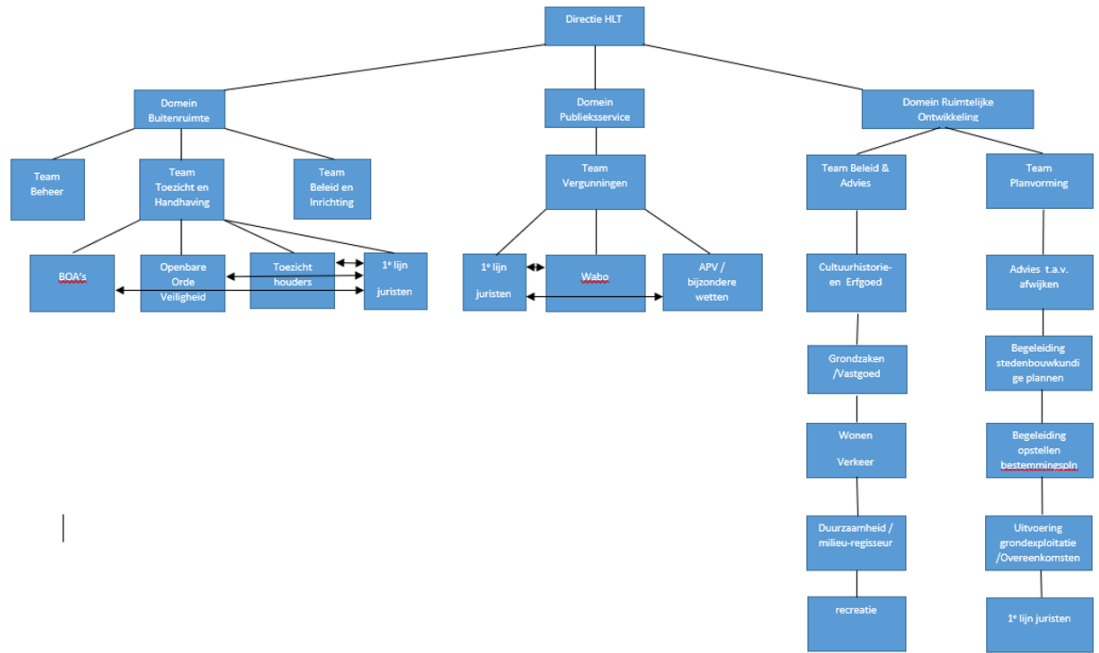 Directie HLT
Domein
Buitenruimte
Domein
Publieksservice
Domein Ruimtelijke
Ontwikkeling
Team
Beheer
Team
Toezicht en
Handhaving
Team
Beleid en
Inrichting
Team
Vergunningen
Team Beleid &
Advies
Team
Planvorming
BOA's
Openbare
Orde
Veiligheid
Toezicht
houders
1e lijn
juristen
1e lijn
juristen
Wabo
APV /
bijzondere
wetten
Cultuurhistorie-
en Erfgoed
Advies t.a.v.
afwijken
Grondzaken
/Vastgoed
Begeleiding
stedenbouwkundi
ge plannen
Wonen
Verkeer
Begeleiding
opstellen
bestemmingspln
Duurzaamheid /
milieu-regisseur
Uitvoering
grondexploitatie
/Overeenkomsten
recreatie
1e lijn juristen